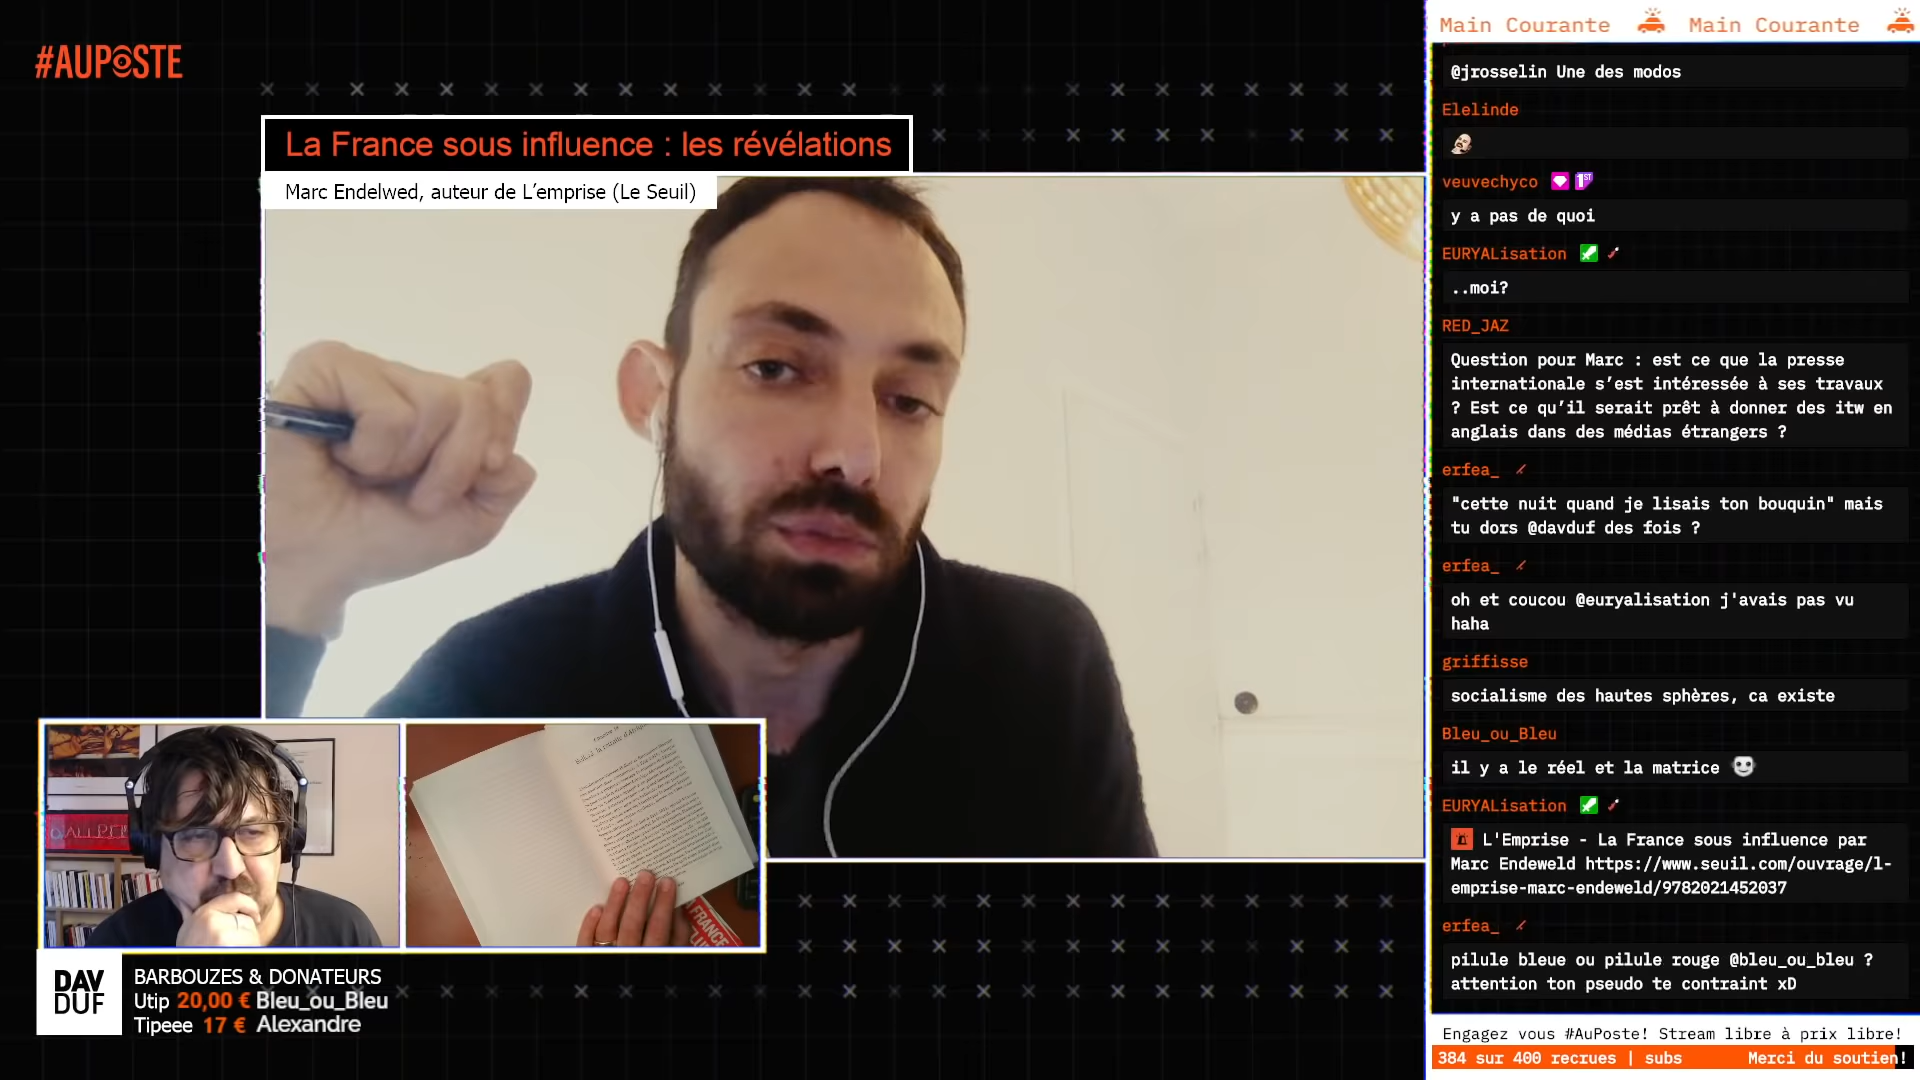 #AUPOSTE
La France sous influence : les révélations
Marc Endelwed, auteur de L'emprise (Le Seuil)
DAV
DUF
BARBOUZES & DONATEURS
Utip 20,00 € Bleu_ou_Bleu
Tipeee 17 € Alexandre
Main Courante Main Courante
@jrosselin Une des modos
Elelinde
veuvechyco
y a pas de quoi
EURYALisation
..moi?
RED_JAZ
Question pour Marc : est ce que la presse
internationale s’est intéressée à ses travaux
? Est ce qu’il serait prêt à donner des itw en
anglais dans des médias étrangers ?
erfea_
"cette nuit quand je lisais ton bouquin" mais
tu dors @davduf des fois ?
erfea_
oh et coucou @euryalisation j'avais pas vu
haha
griffisse
socialisme des hautes sphères, ca existe
Bleu_ou_Bleu
il y a le réel et la matrice
EURYALisation
L'Emprise - La France sous influence par
Marc Endeweld https://www.seuil.com/ouvrage/l-
emprise-marc-endeweld/9782021452037
erfea_
pilule bleue ou pilule rouge @bleu_ou_bleu ?
attention ton pseudo te contraint xD
Engagez vous #AuPoste! Stream libre à prix libre!
384 sur 400 recrues | subs Merci du soutien!